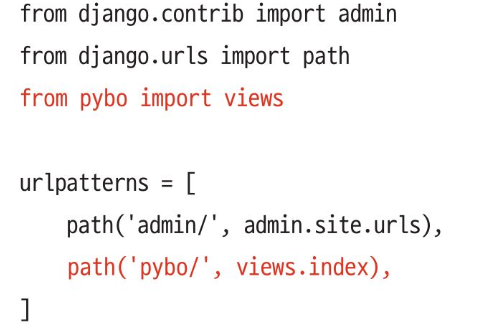 from django.contrib import admin
from django.urls import path
from pybo import views

urlpatterns = [
    path('admin/', admin.site.urls),
    path('pybo/', views.index),
]